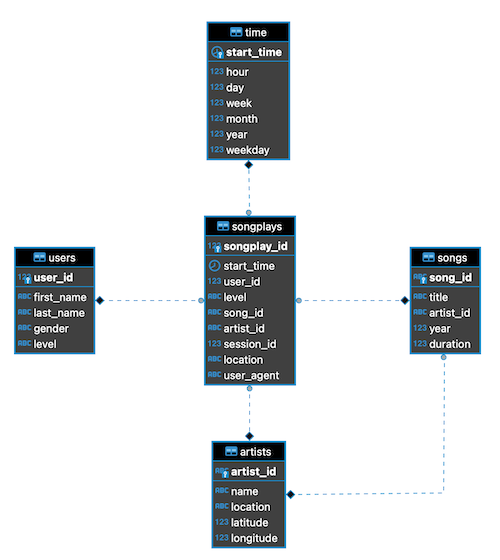 time
start_time
123 hour
123 day
123 week
123 month
123 year
123 weekday
songplays
123 songplay_id
start_time
123 user_id
ABC level
ABC song_id
ABC artist_id
123 session_id
ABC location
ABC user_agent
users
123 user_id
ABC first_name
ABC last_name
ABC gender
ABC level
songs
ABC song_id
ABC title
ABC artist_id
123 year
123 duration
artists
ABC artist_id
ABC name
ABC location
123 latitude
123 longitude